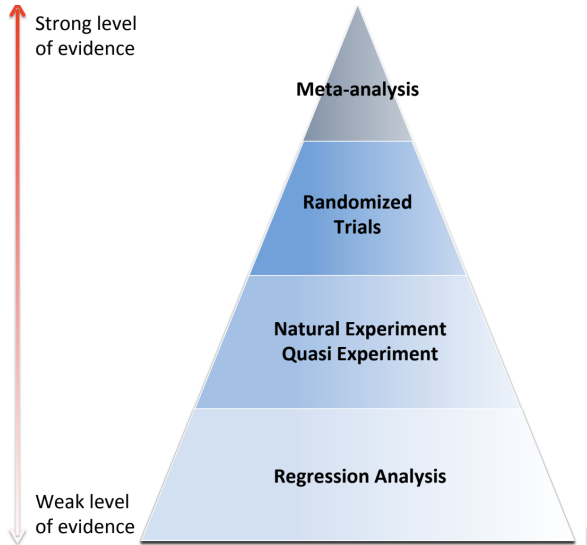 Strong level
of evidence
Meta-analysis
Randomized
Trials
Natural Experiment
Quasi Experiment
Regression Analysis
Weak level
of evidence